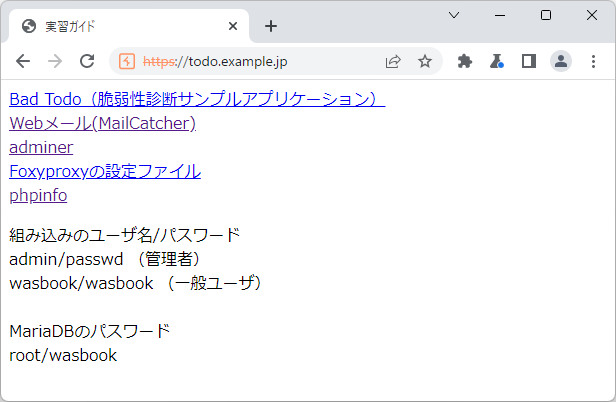 実習ガイド
https://todo.example.jp
Bad Todo（脆弱性診断サンプルアプリケーション）
Webメール(MailCatcher)
adminer
Foxyproxyの設定ファイル
phpinfo
組み込みのユーザ名/パスワード
admin/passwd （管理者）
wasbook/wasbook （一般ユーザ）
MariaDBのパスワード
root/wasbook